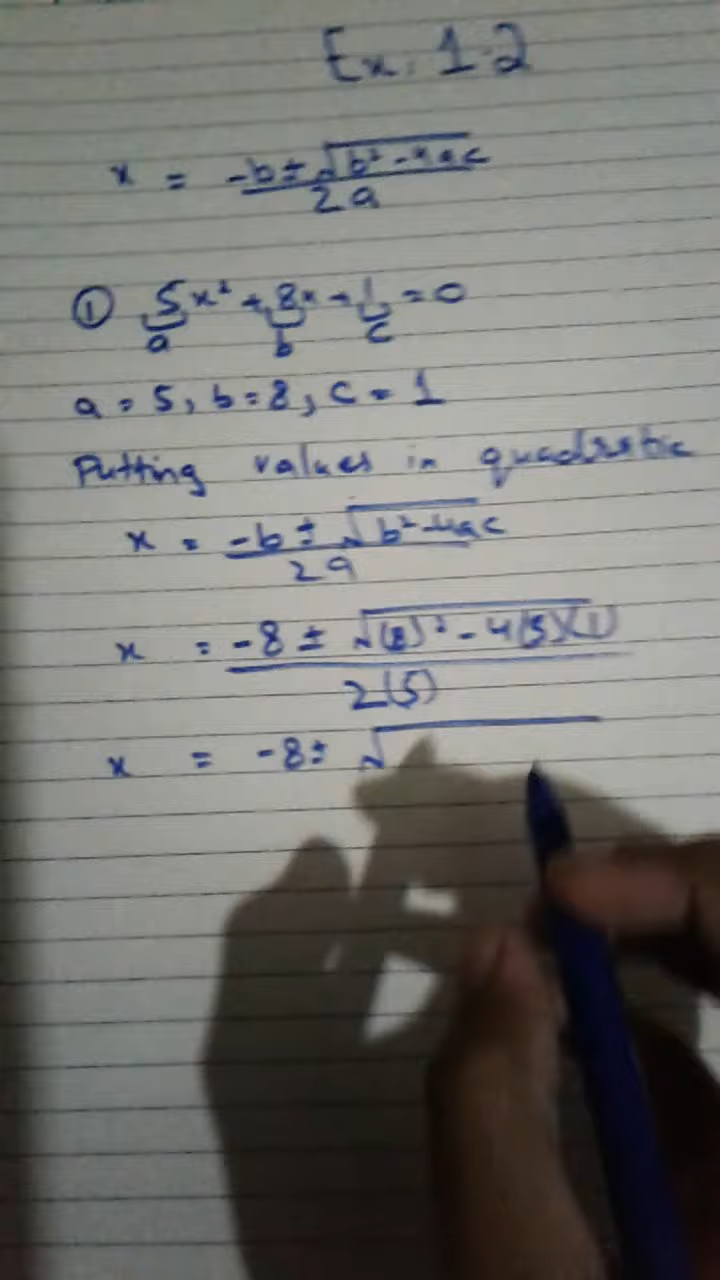 Ex. 1.2
x = -b ± √b² - 4ac / 2a
① 5x² + 8x + 1 = 0
a b c
a = 5, b = 8, c = 1
Putting values in quadratic
x = -b ± √b² - 4ac / 2a
x = -8 ± √(8)² - 4(5)(1) / 2(5)
x = -8 ± √